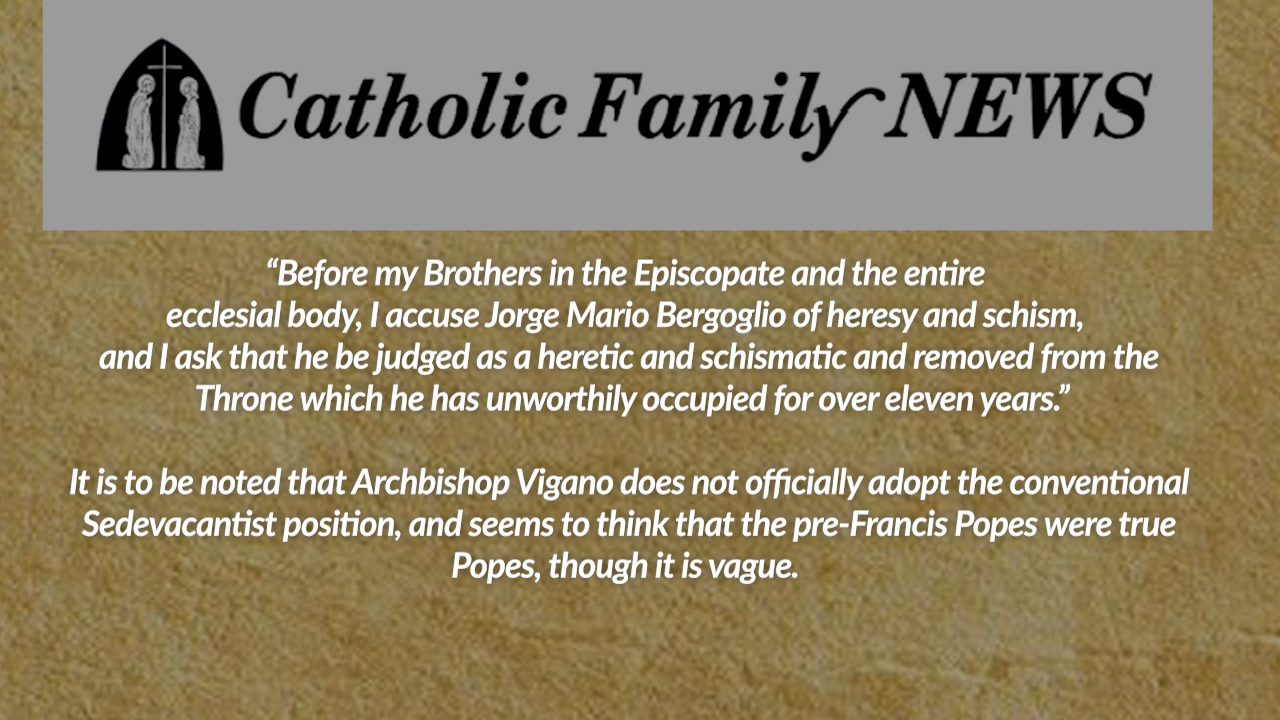 Catholic Family NEWS
“Before my Brothers in the Episcopate and the entire
ecclesial body, I accuse Jorge Mario Bergoglio of heresy and schism,
and I ask that he be judged as a heretic and schismatic and removed from the
Throne which he has unworthily occupied for over eleven years.”
It is to be noted that Archbishop Vigano does not officially adopt the conventional
Sedevacantist position, and seems to think that the pre-Francis Popes were true
Popes, though it is vague.